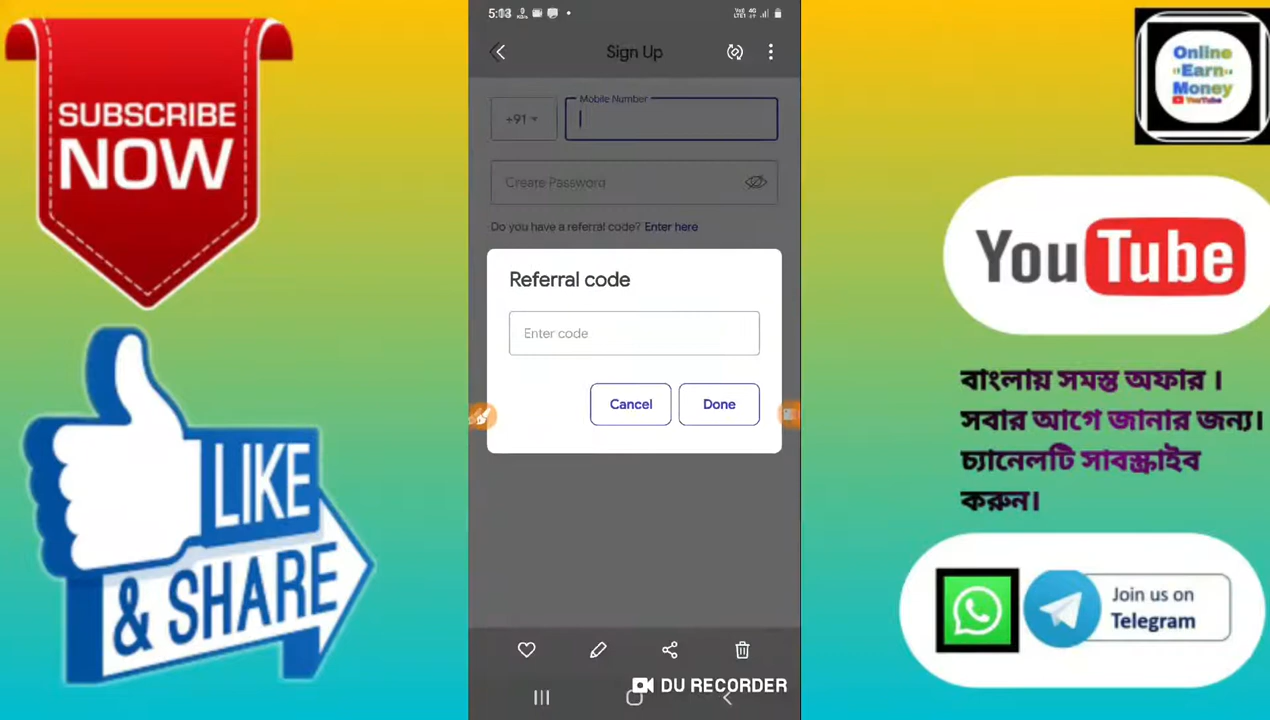 SUBSCRIBE
NOW
LIKE
& SHARE
5:13
Sign Up
Mobile Number
+91
Create Password
Do you have a referral code? Enter here
Referral code
Enter code
Cancel
Done
DU RECORDER
Online
Earn
Money
YouTube
YouTube
বাংলায় সমস্ত অফার ।
সবার আগে জানার জন্য।
চ্যানেলটি সাবস্ক্রাইব
করুন।
Join us on
Telegram